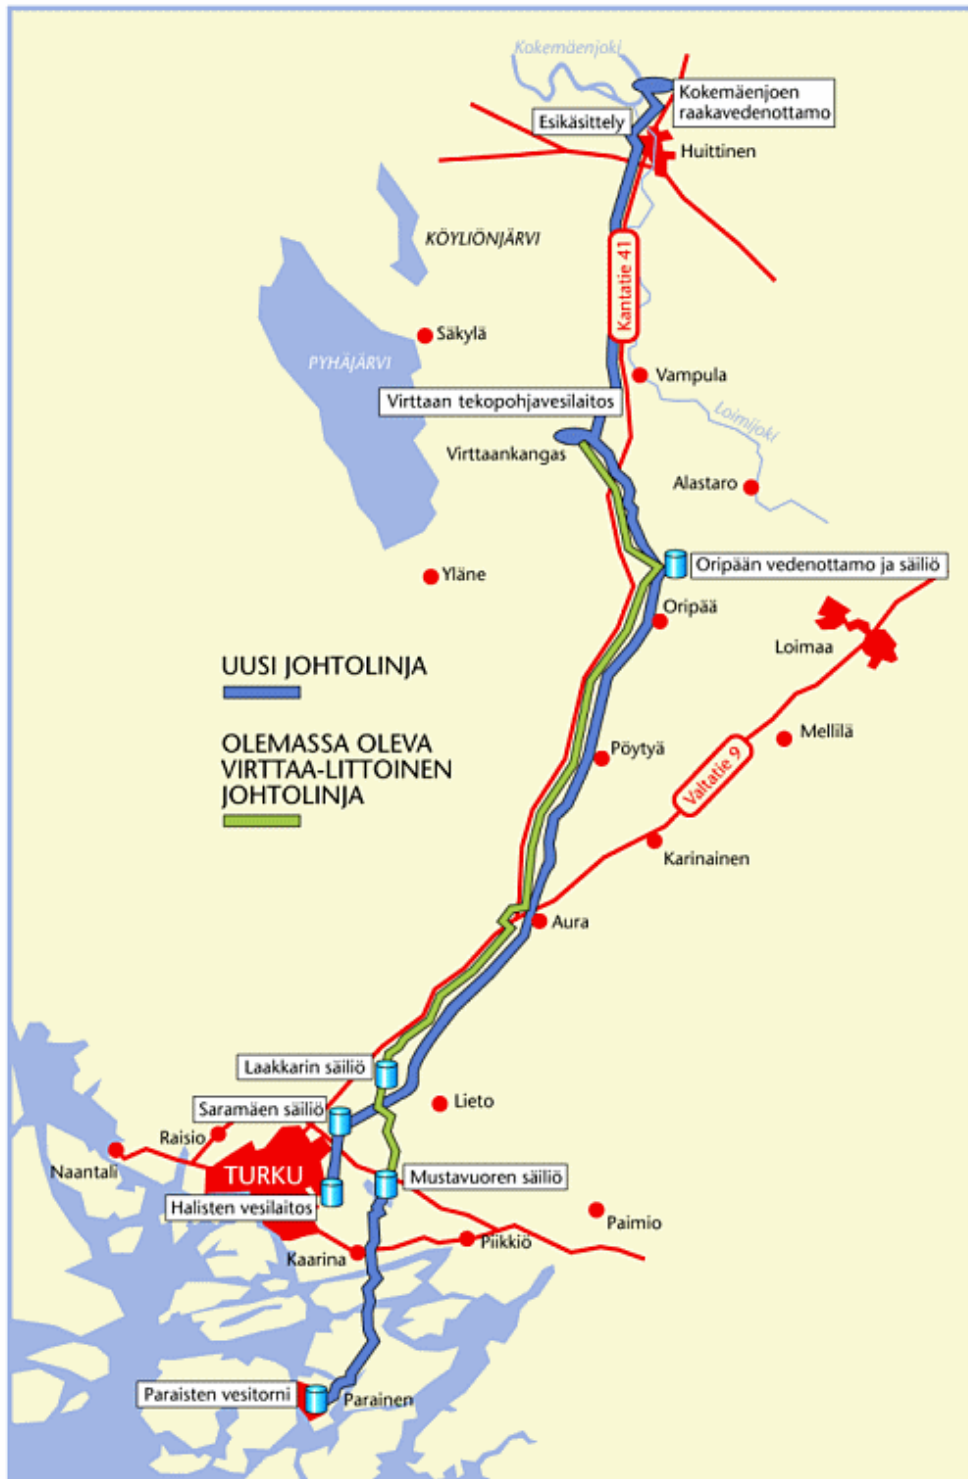 Kokemäenjoki
Kokemäenjoen
raakavedenottamo
Esikäsittely
Huittinen
KÖYLIÖNJÄRVI
Kantatie 41
Säkylä
PYHÄJÄRVI
Vampula
Virttaan tekopohjavesilaitos
Loimijoki
Virttaankangas
Alastaro
Oripään vedenottamo ja säiliö
Yläne
Oripää
Loimaa
UUSI JOHTOLINJA
OLEMASSA OLEVA
VIRTTAA-LITTOINEN
JOHTOLINJA
Mellilä
Pöytyä
Valtatie 9
Karinainen
Aura
Laakkarin säiliö
Lieto
Saramäen säiliö
Raisio
Naantali
TURKU
Mustavuoren säiliö
Halisten vesilaitos
Paimio
Piikkiö
Kaarina
Paraisten vesitorni
Parainen